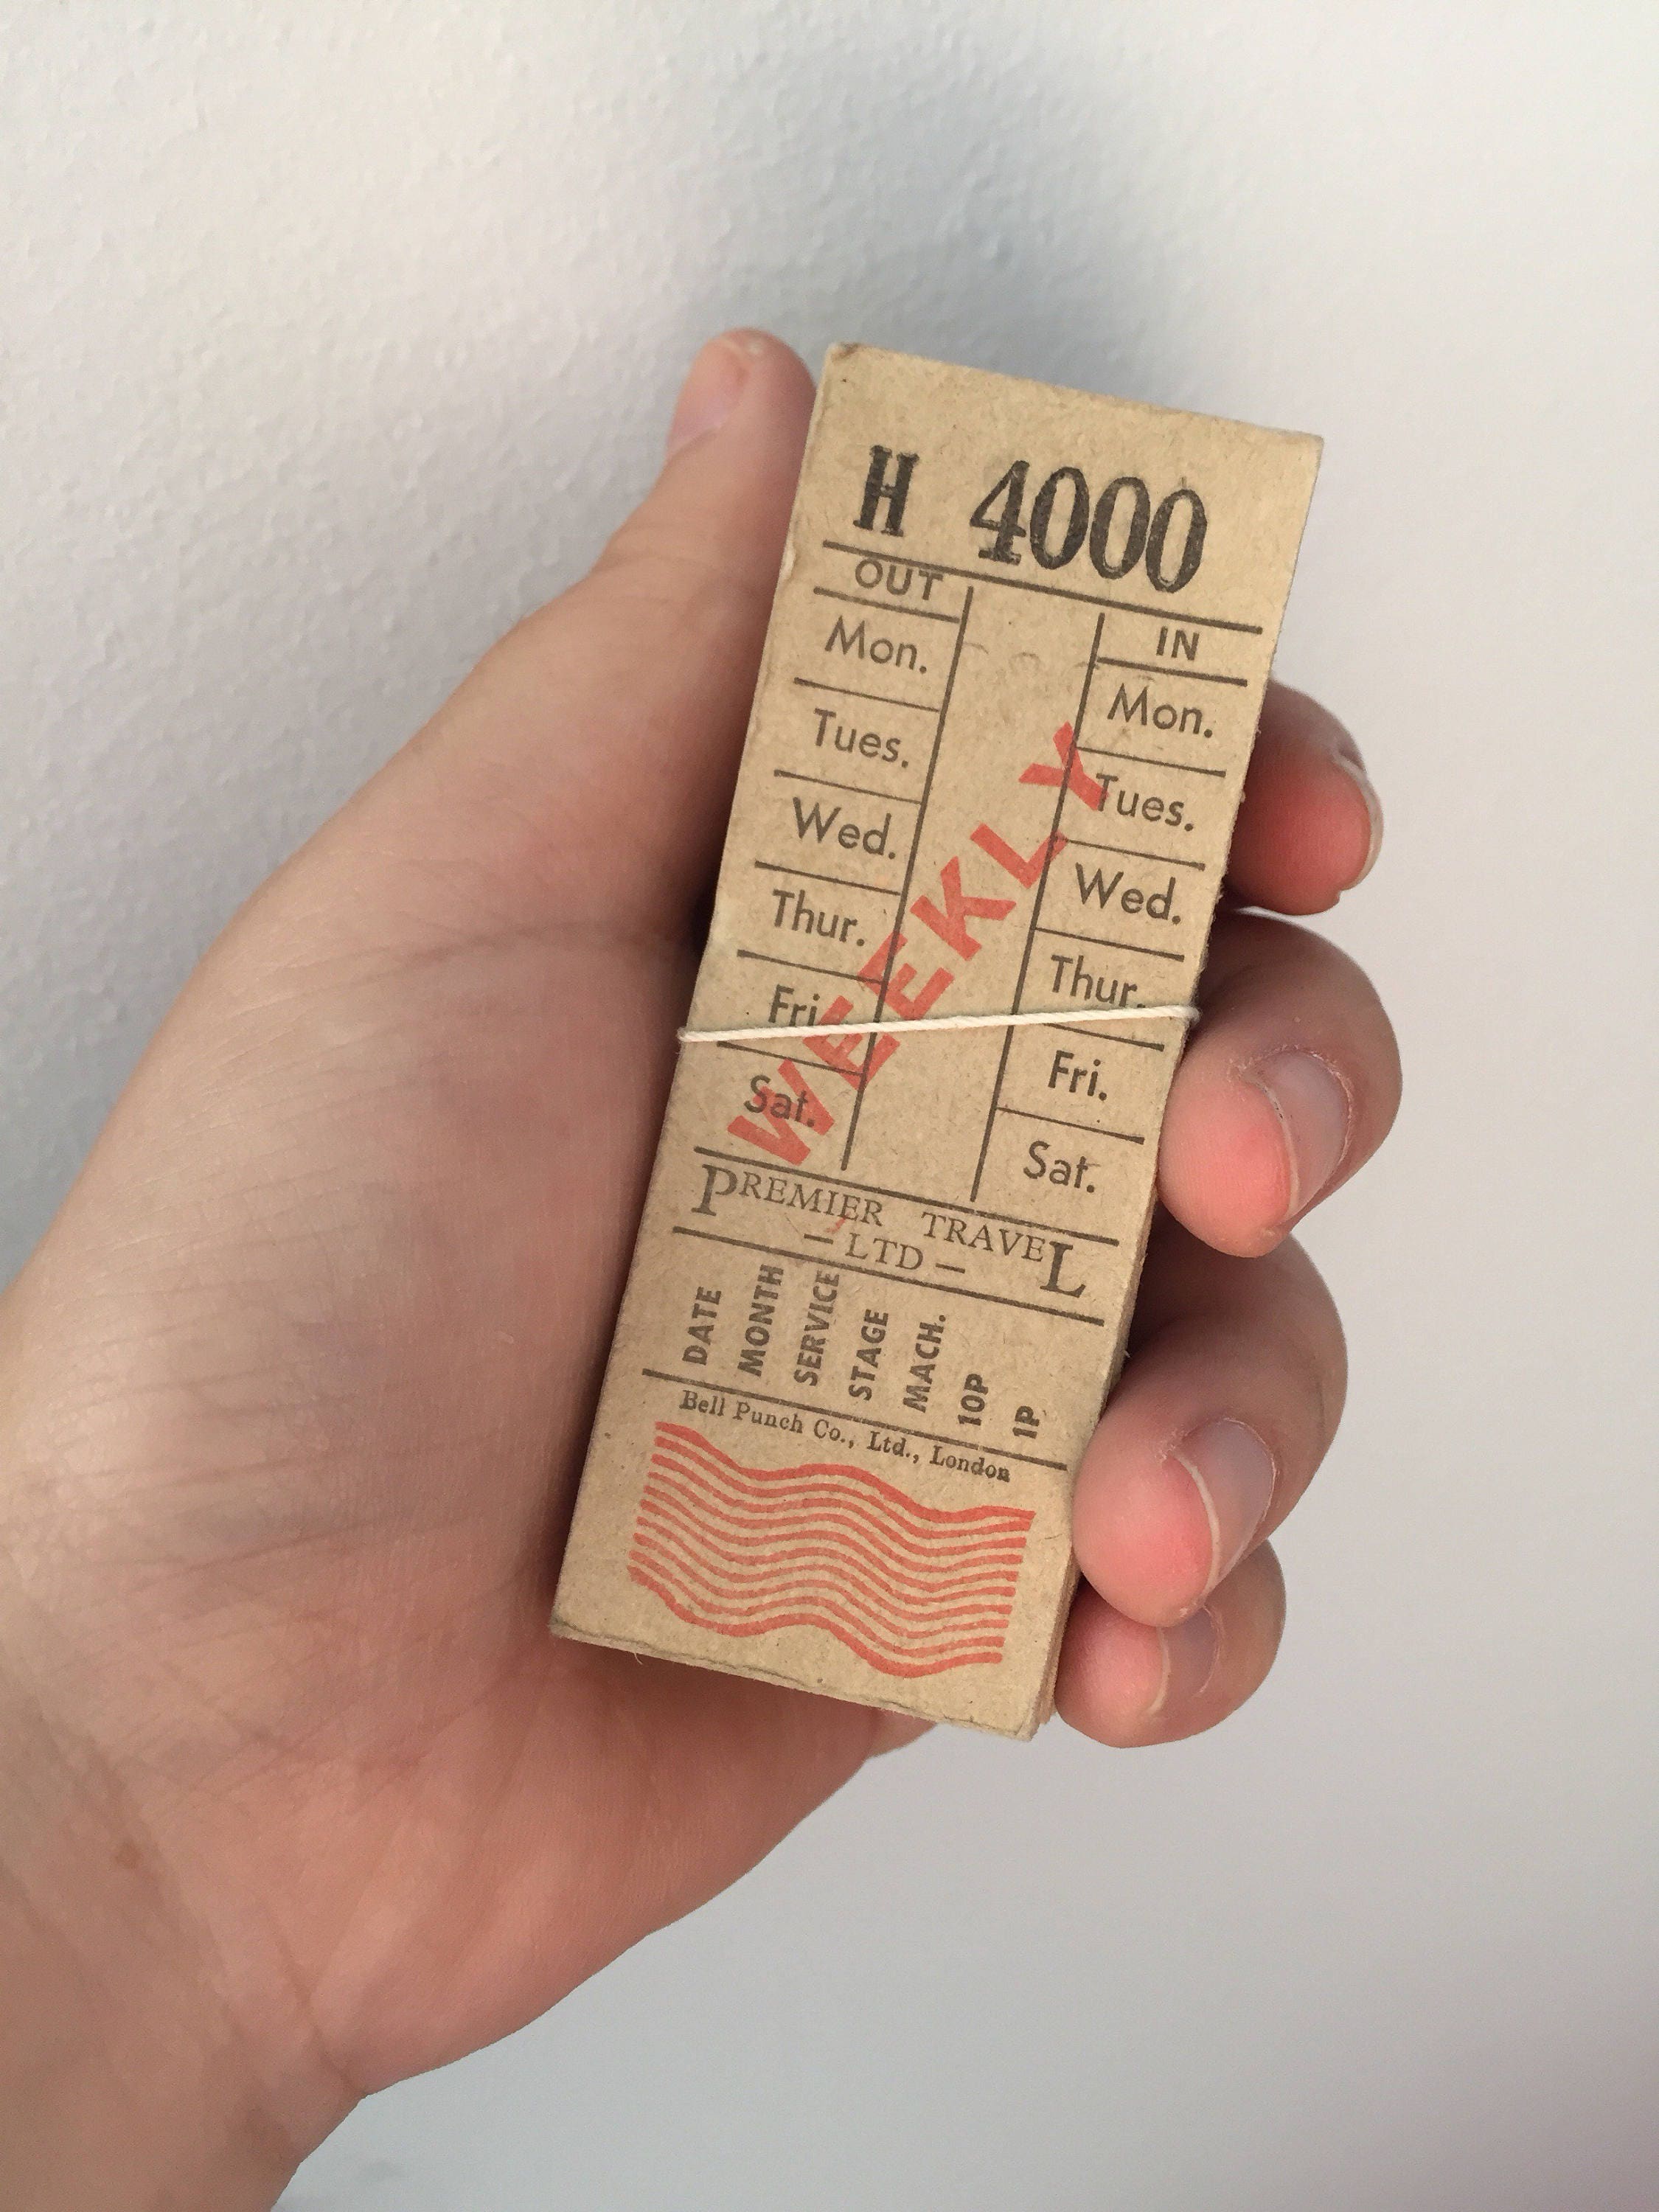 H 4000
OUT
IN
Mon.
Mon.
Tues.
Tues.
Wed.
Wed.
Thur.
Thur.
Fri.
Fri.
Sat.
Sat.
WEEKLY
PREMIER TRAVEL
- LTD -
DATE
MONTH
SERVICE
STAGE
MACH.
10P
1P
Bell Punch Co., Ltd., London